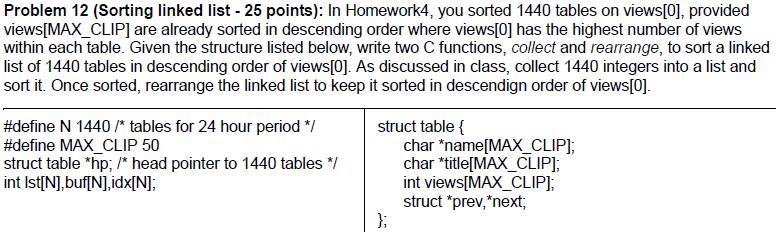 Problem 12 (Sorting linked list - 25 points): In Homework4, you sorted 1440 tables on views[0], provided
views[MAX_CLIP] are already sorted in descending order where views[0] has the highest number of views
within each table. Given the structure listed below, write two C functions, collect and rearrange, to sort a linked
list of 1440 tables in descending order of views[0]. As discussed in class, collect 1440 integers into a list and
sort it. Once sorted, rearrange the linked list to keep it sorted in descendign order of views[0].
#define N 1440 /* tables for 24 hour period */
#define MAX_CLIP 50
struct table *hp; /* head pointer to 1440 tables */
int lst[N],buf[N],idx[N];
struct table {
char *name[MAX_CLIP];
char *title[MAX_CLIP];
int views[MAX_CLIP];
struct *prev,*next;
};